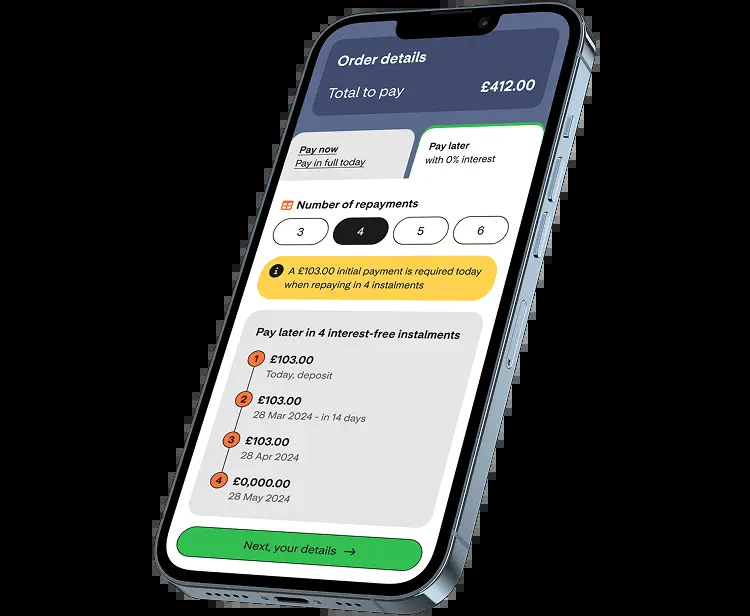 Order details
Total to pay £412.00
Pay now
Pay in full today
Pay later
with 0% interest
Number of repayments
3 4 5 6
i A £103.00 initial payment is required today
when repaying in 4 instalments
Pay later in 4 interest-free instalments
1 £103.00
Today, deposit
2 £103.00
28 Mar 2024 - in 14 days
3 £103.00
28 Apr 2024
4 £0,000.00
28 May 2024
Next, your details →